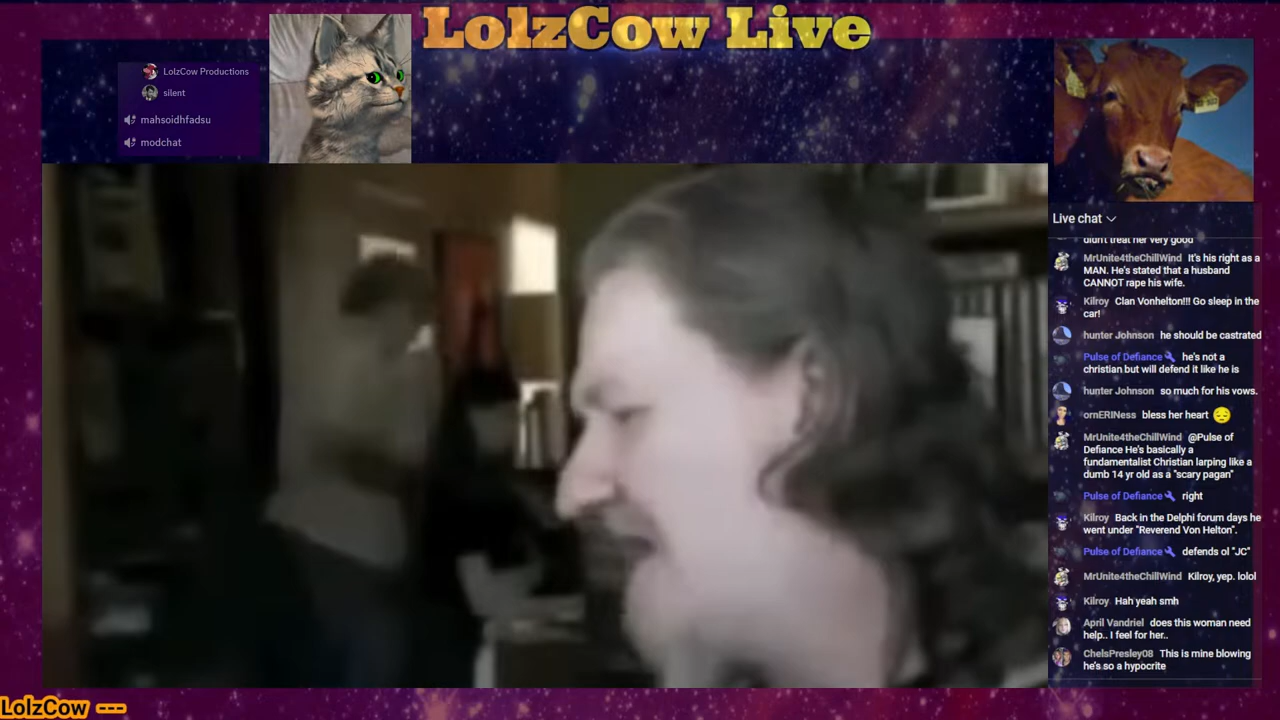 LolzCow Live
LolzCow Productions
silent
mahsoidhfadsu
modchat
Live chat
didn't treat her very good
MrUnite4theChillWind It's his right as a
MAN. He's stated that a husband
CANNOT rape his wife.
Kilroy Clan Vonhelton!!! Go sleep in the
car!
hunter Johnson he should be castrated
Pulse of Defiance he's not a
christian but will defend it like he is
hunter Johnson so much for his vows.
ornERINess bless her heart 😔
MrUnite4theChillWind @Pulse of
Defiance He's basically a
fundamentalist Christian larping like a
dumb 14 yr old as a "scary pagan"
Pulse of Defiance right
Kilroy Back in the Delphi forum days he
went under "Reverend Von Helton".
Pulse of Defiance defends ol "JC"
MrUnite4theChillWind Kilroy, yep. lolol
Kilroy Hah yeah smh
April Vandriel does this woman need
help.. I feel for her..
ChelsPresley08 This is mine blowing
he's so a hypocrite
LolzCow ---